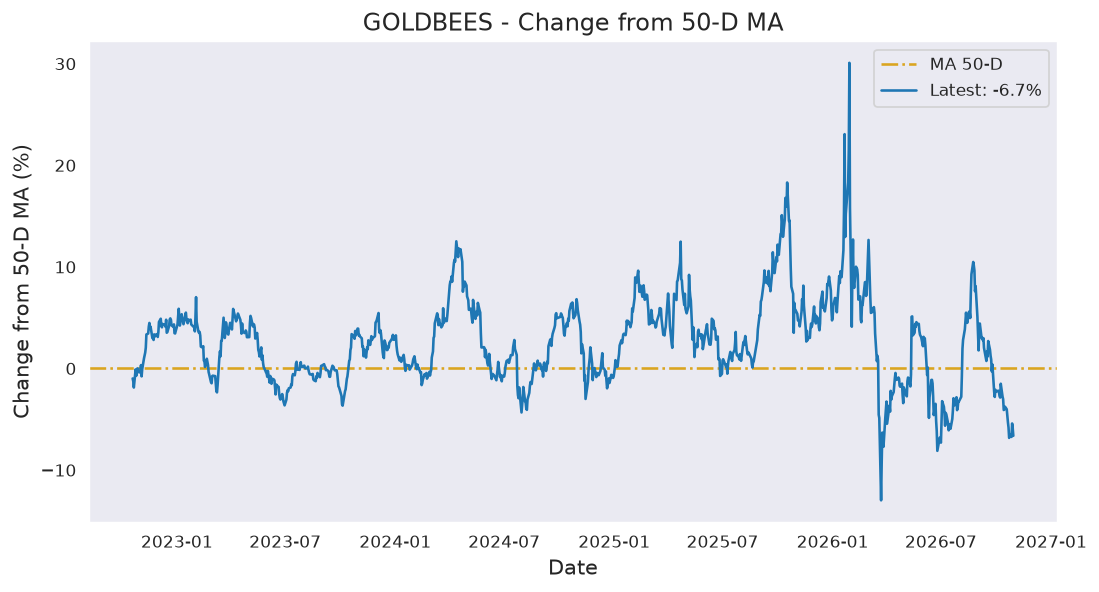 GOLDBEES - Change from 50-D MA
MA 50-D
Latest: -6.7%
Change from 50-D MA (%)
30
20
10
0
−10
2023-01 2023-07 2024-01 2024-07 2025-01 2025-07 2026-01 2026-07 2027-01
Date